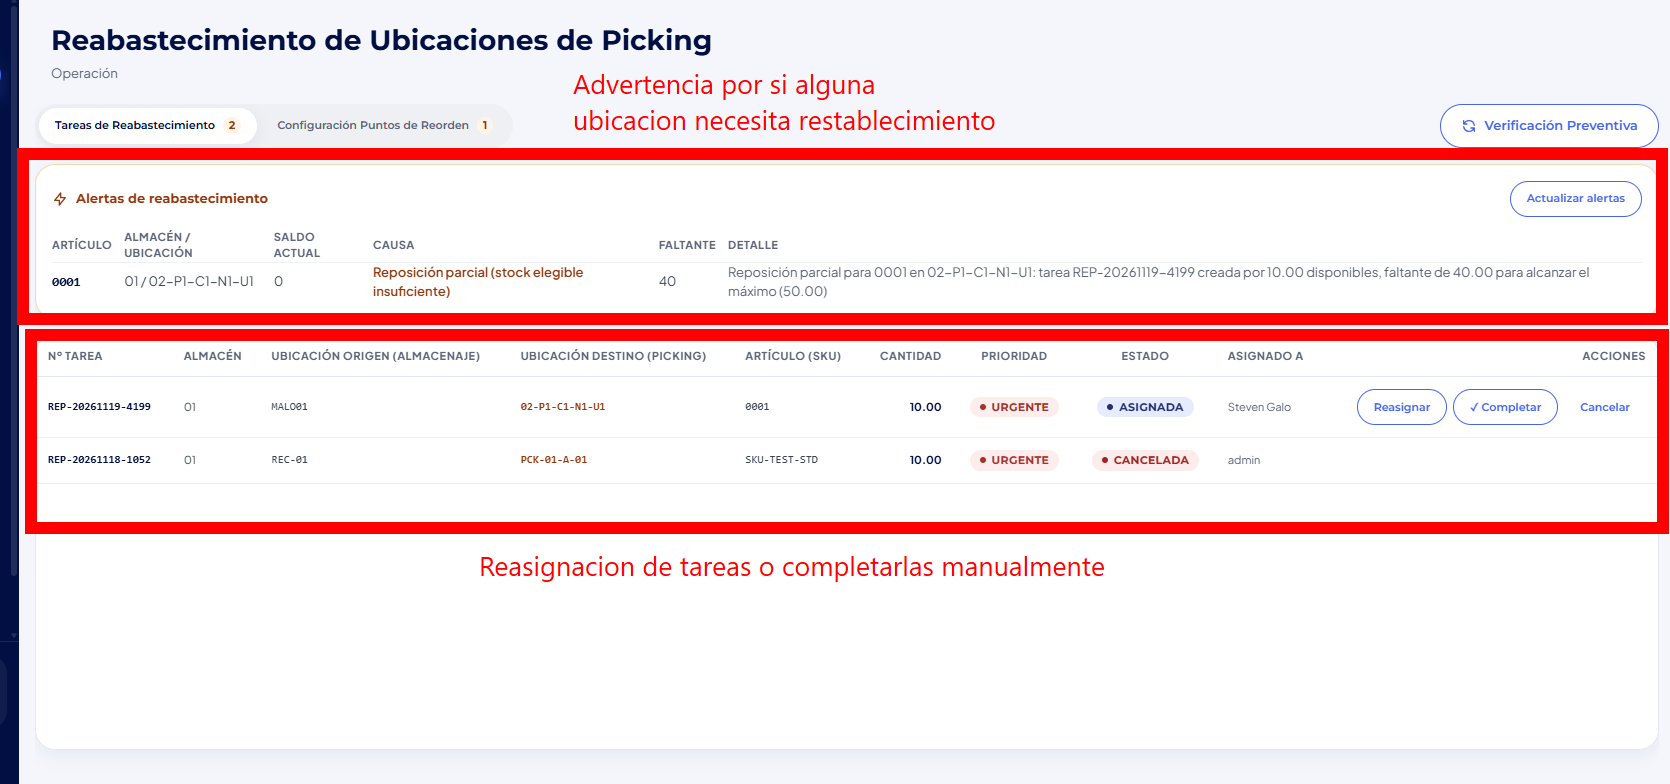 Reabastecimiento de Ubicaciones de Picking
Operación
Advertencia por si alguna
ubicacion necesita restablecimiento
Tareas de Reabastecimiento 2 Configuración Puntos de Reorden 1
Verificación Preventiva
Alertas de reabastecimiento
Actualizar alertas
ARTÍCULO ALMACÉN / UBICACIÓN SALDO ACTUAL CAUSA FALTANTE DETALLE
0001 01 / 02-P1-C1-N1-U1 0 Reposición parcial (stock elegible insuficiente) 40 Reposición parcial para 0001 en 02-P1-C1-N1-U1: tarea REP-20261119-4199 creada por 10.00 disponibles, faltante de 40.00 para alcanzar el máximo (50.00)
Nº TAREA ALMACÉN UBICACIÓN ORIGEN (ALMACENAJE) UBICACIÓN DESTINO (PICKING) ARTÍCULO (SKU) CANTIDAD PRIORIDAD ESTADO ASIGNADO A ACCIONES
REP-20261119-4199 01 MALO01 02-P1-C1-N1-U1 0001 10.00 URGENTE ASIGNADA Steven Galo Reasignar ✓ Completar Cancelar
REP-20261118-1052 01 REC-01 PCK-01-A-01 SKU-TEST-STD 10.00 URGENTE CANCELADA admin
Reasignacion de tareas o completarlas manualmente